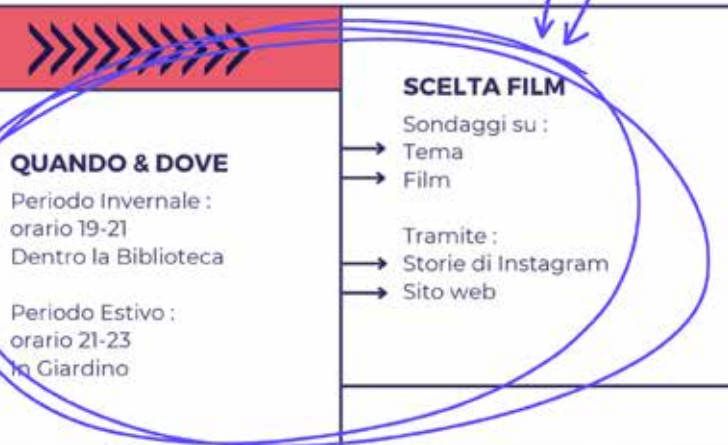 QUANDO & DOVE
Periodo Invernale :
orario 19-21
Dentro la Biblioteca
Periodo Estivo :
orario 21-23
In Giardino
SCELTA FILM
Sondaggi su :
Tema
Film
Tramite :
Storie di Instagram
Sito web